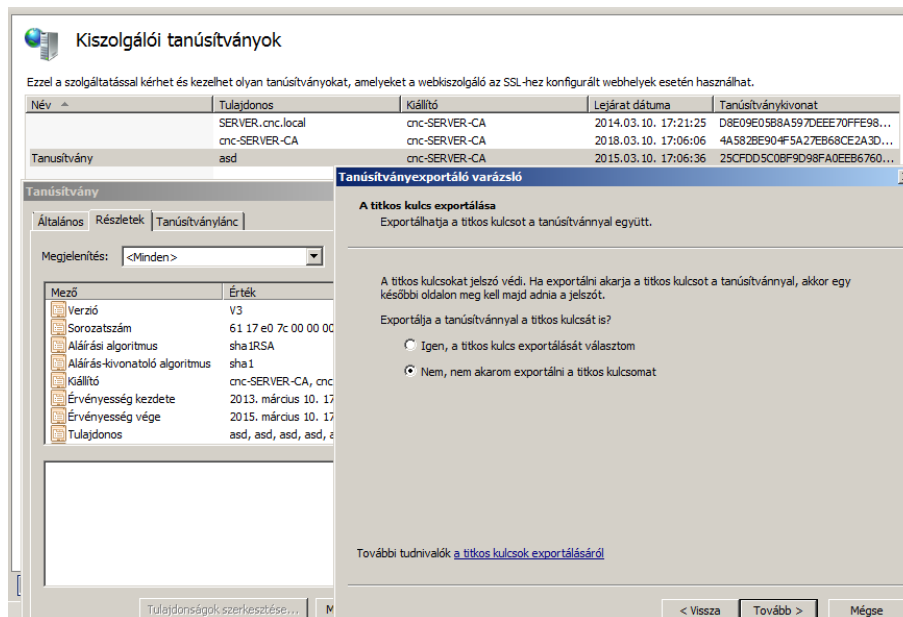 Kiszolgálói tanúsítványok
Ezzel a szolgáltatással kérhet és kezelhet olyan tanúsítványokat, amelyeket a webkiszolgáló az SSL-hez konfigurált webhelyek esetén használhat.
Név Tulajdonos Kiállító Lejárat dátuma Tanúsítványkivonat
SERVER.cnc.local cnc-SERVER-CA 2014.03.10. 17:21:25 D8E09E05B8A597DEEE70FFE98...
cnc-SERVER-CA cnc-SERVER-CA 2018.03.10. 17:06:06 4A582BE904F5A27EB68CE2A3D...
Tanusítvány asd cnc-SERVER-CA 2015.03.10. 17:06:36 25CFDD5C0BF9D98FA0EEB6760...
Tanúsítvány
Általános Részletek Tanúsítványlánc
Megjelenítés: <Minden>
Mező Érték
Verzió V3
Sorozatszám 61 17 e0 7c 00 00 00
Aláírási algoritmus sha1RSA
Aláírás-kivonatoló algoritmus sha1
Kiállító cnc-SERVER-CA, cnc
Érvényesség kezdete 2013. március 10. 17
Érvényesség vége 2015. március 10. 17
Tulajdonos asd, asd, asd, asd, a
Tulajdonságok szerkesztése... M
Tanúsítványexportáló varázsló
A titkos kulcs exportálása
Exportálhatja a titkos kulcsot a tanúsítvánnyal együtt.
A titkos kulcsokat jelszó védi. Ha exportálni akarja a titkos kulcsot a tanúsítvánnyal, akkor egy
későbbi oldalon meg kell majd adnia a jelszót.
Exportálja a tanúsítvánnyal a titkos kulcsát is?
Igen, a titkos kulcs exportálását választom
Nem, nem akarom exportálni a titkos kulcsomat
További tudnivalók a titkos kulcsok exportálásáról
< Vissza Tovább > Mégse